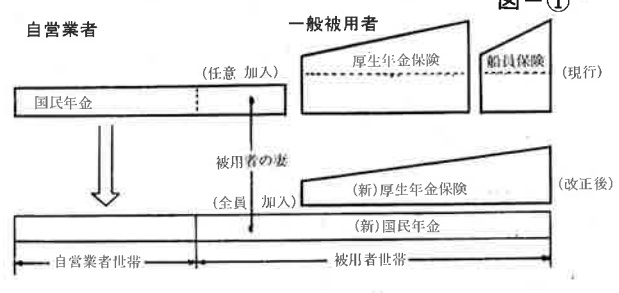 図-①
自営業者
一般被用者
(任意 加入)
厚生年金保険
船員保険
(現行)
国民年金
被用者の妻
(全員 加入)
(新)厚生年金保険
(改正後)
(新)国民年金
自営業者世帯
被用者世帯